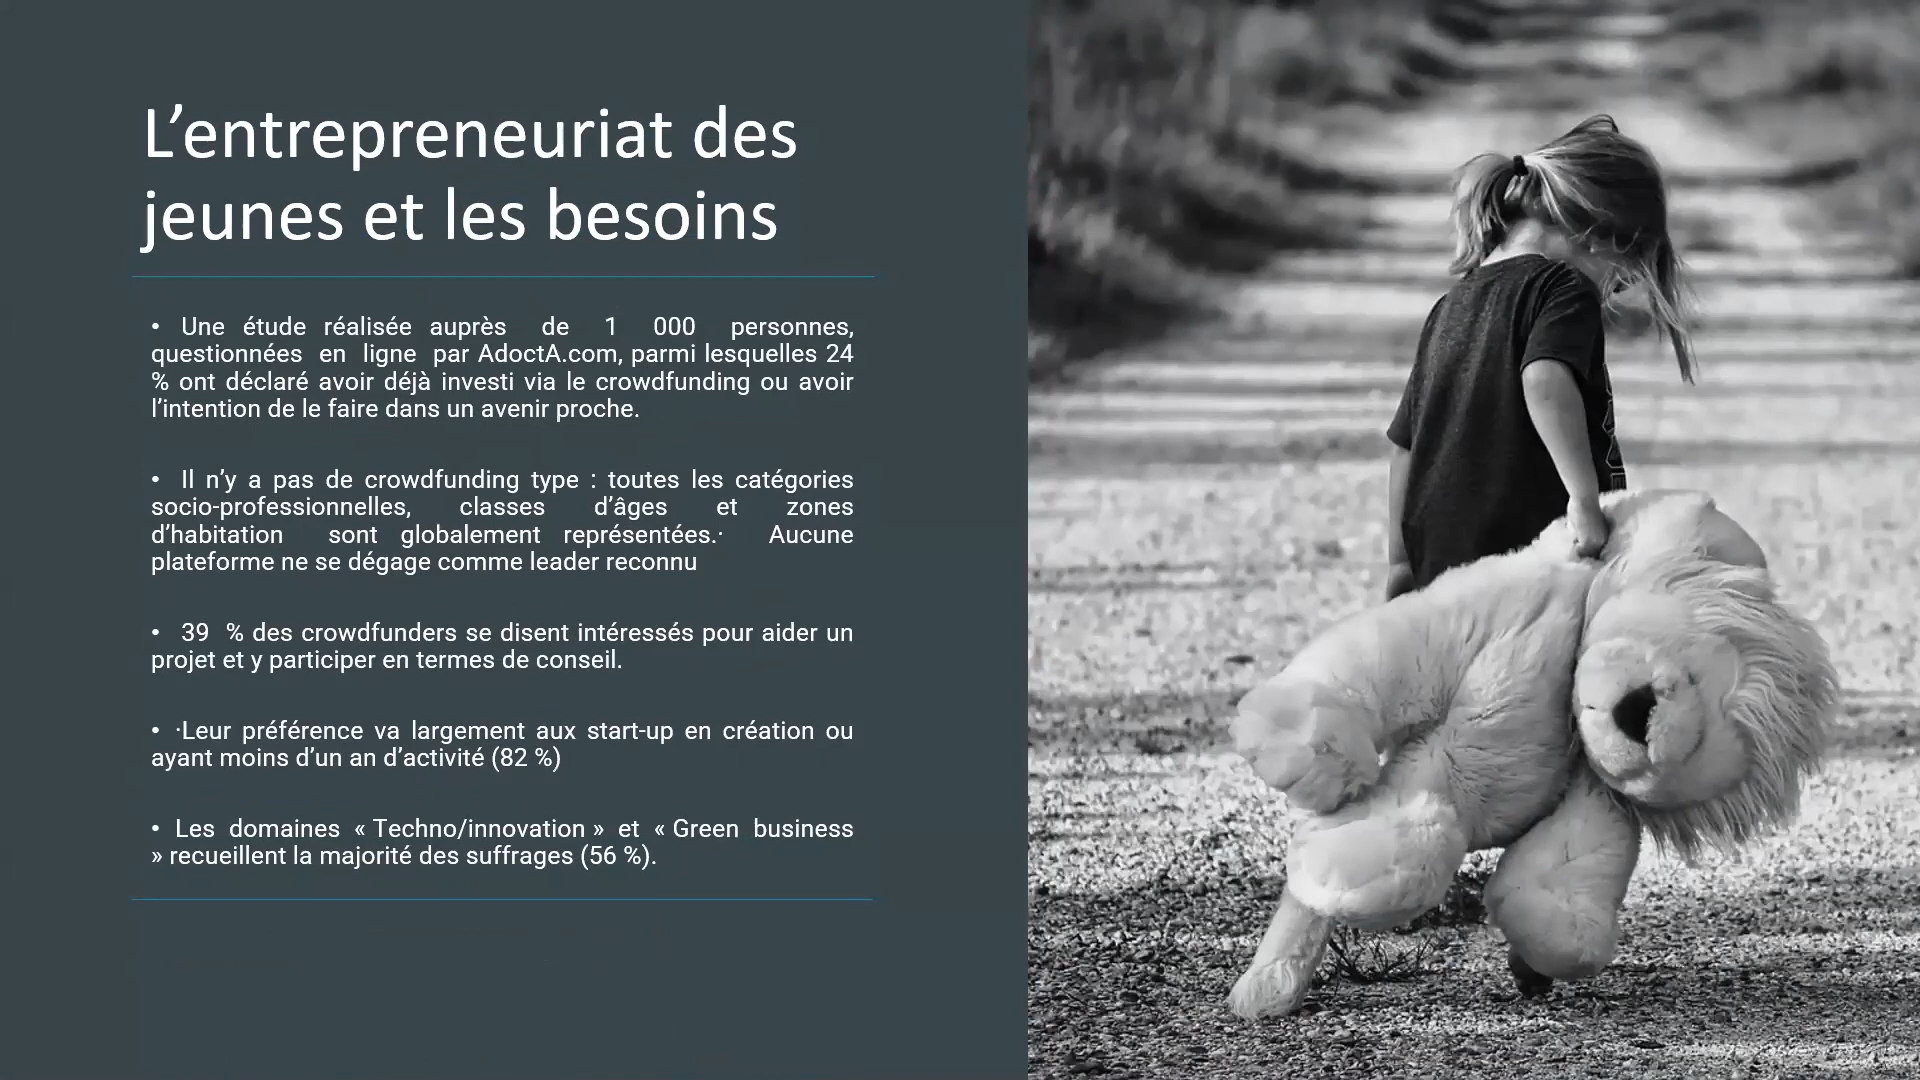 L’entrepreneuriat des
jeunes et les besoins
• Une étude réalisée auprès de 1 000 personnes,
questionnées en ligne par AdoctA.com, parmi lesquelles 24
% ont déclaré avoir déjà investi via le crowdfunding ou avoir
l’intention de le faire dans un avenir proche.
• Il n’y a pas de crowdfunding type : toutes les catégories
socio-professionnelles, classes d’âges et zones
d’habitation sont globalement représentées.· Aucune
plateforme ne se dégage comme leader reconnu
• 39 % des crowdfunders se disent intéressés pour aider un
projet et y participer en termes de conseil.
• ·Leur préférence va largement aux start-up en création ou
ayant moins d’un an d’activité (82 %)
• Les domaines « Techno/innovation » et « Green business
» recueillent la majorité des suffrages (56 %).